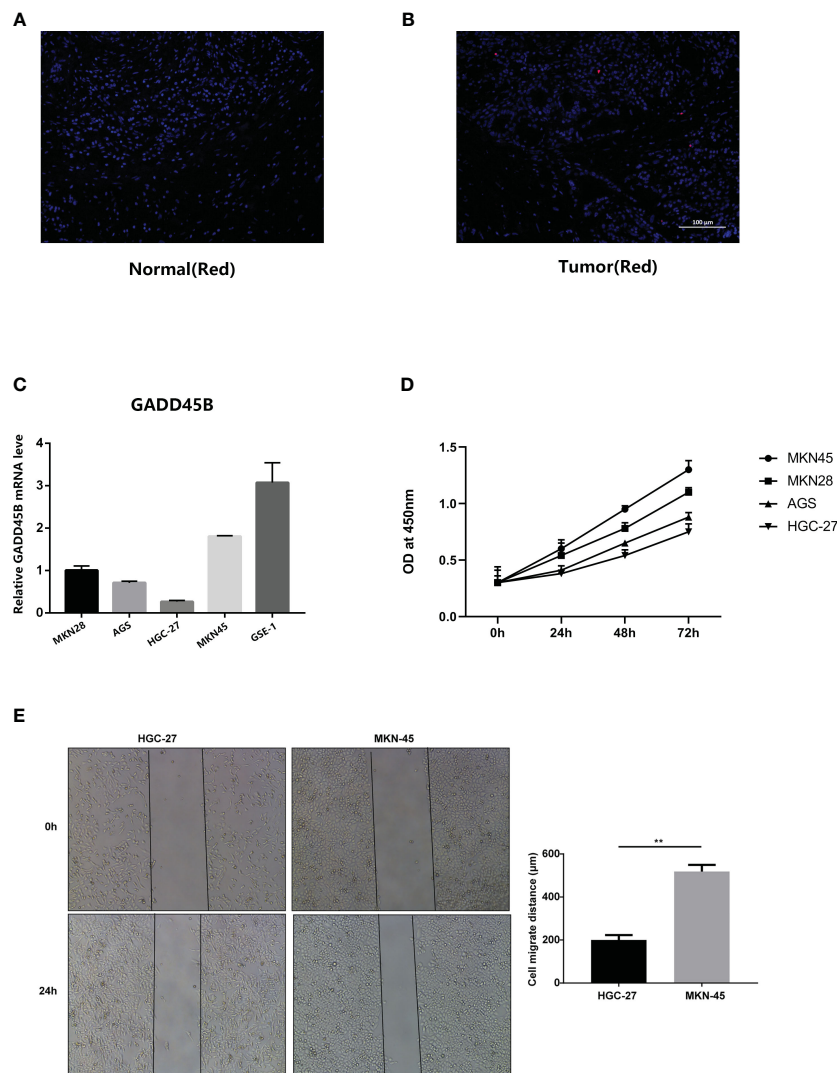 A
B
100 μm
Normal(Red)
Tumor(Red)
C
D
GADD45B
Relative GADD45B mRNA leve
4
3
2
1
0
MKN28
AGS
HGC-27
MKN45
GSE-1
OD at 450nm
1.5
1.0
0.5
0.0
0h
24h
48h
72h
MKN45
MKN28
AGS
HGC-27
E
HGC-27
MKN-45
0h
24h
Cell migrate distance (μm)
600
400
200
0
**
HGC-27
MKN-45